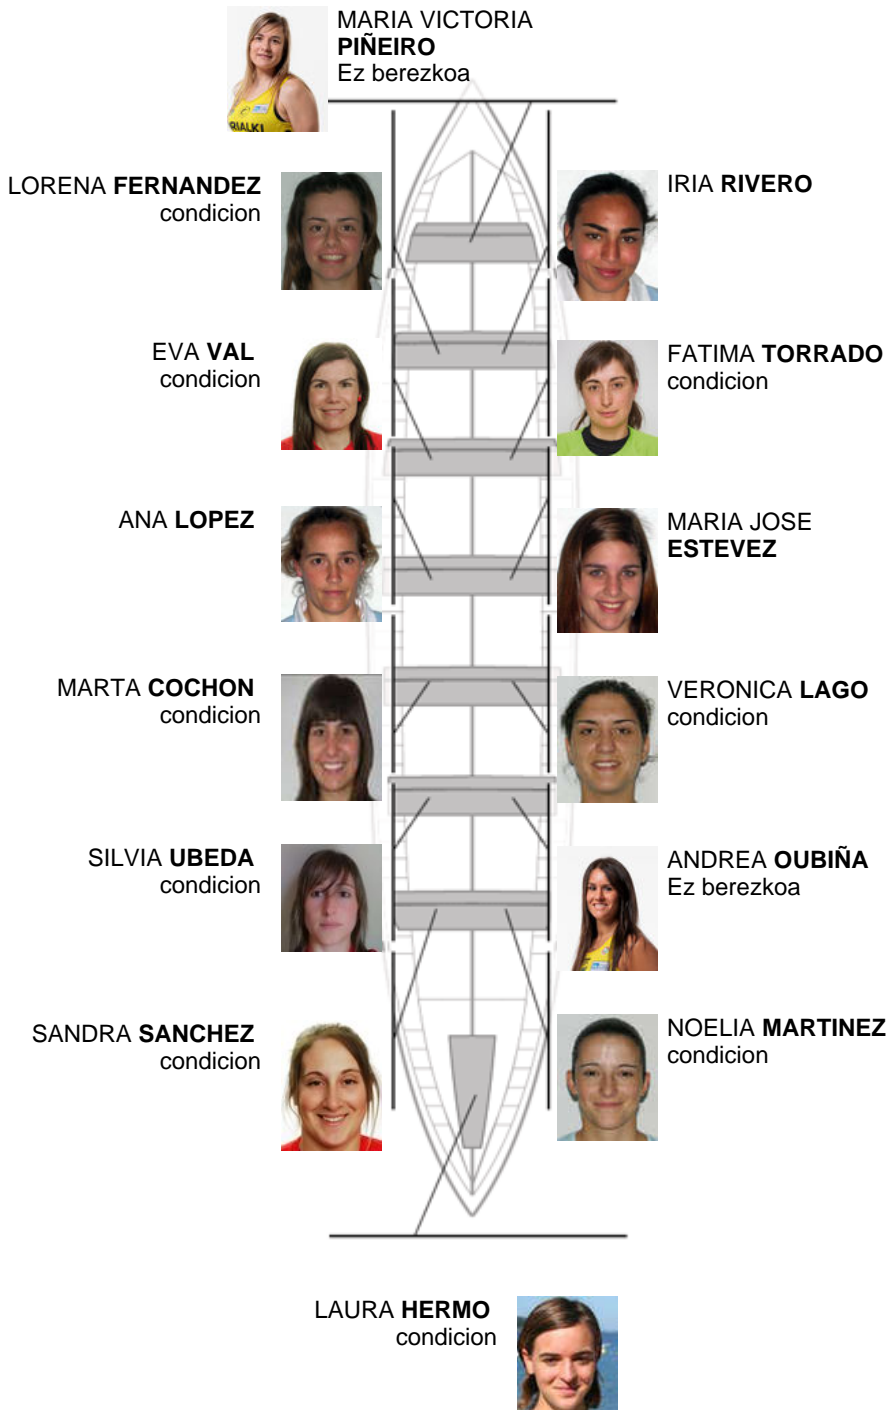 MARIA VICTORIA
PIÑEIRO
Ez berezkoa
RIALKI
LORENA FERNANDEZ
condicion
IRIA RIVERO
EVA VAL
condicion
FATIMA TORRADO
condicion
ANA LOPEZ
MARIA JOSE
ESTEVEZ
MARTA COCHON
condicion
VERONICA LAGO
condicion
SILVIA UBEDA
condicion
ANDREA OUBIÑA
Ez berezkoa
SANDRA SANCHEZ
condicion
NOELIA MARTINEZ
condicion
LAURA HERMO
condicion